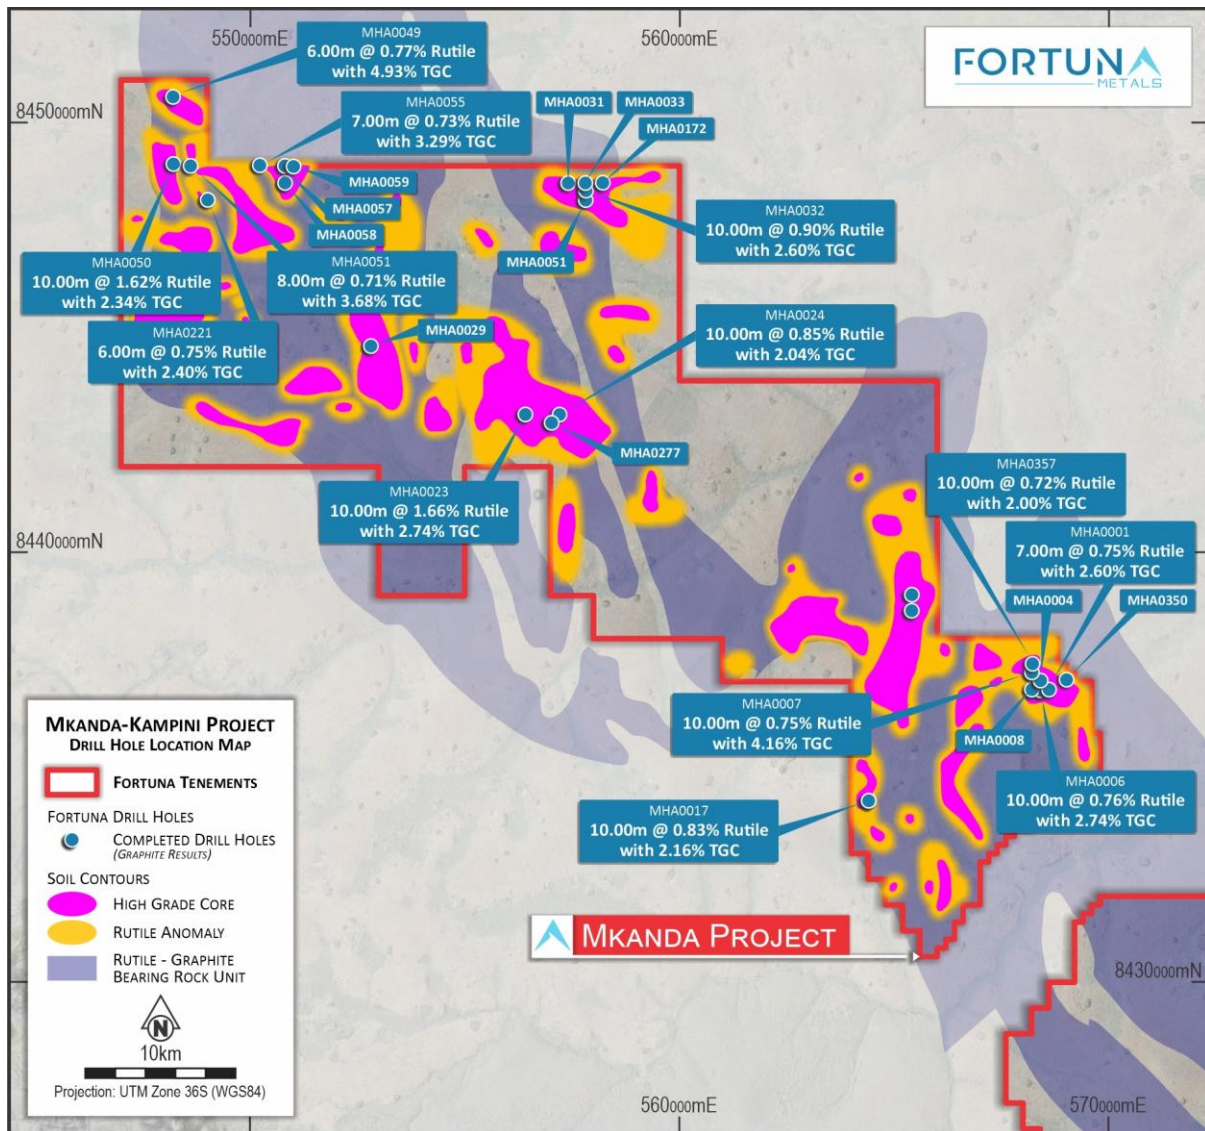 550000mE
560000mE
FORTUNA
METALS
8450000mN
MHA0049
6.00m @ 0.77% Rutile
with 4.93% TGC
MHA0055
7.00m @ 0.73% Rutile
with 3.29% TGC
MHA0031
MHA0033
MHA0172
MHA0059
MHA0057
MHA0058
MHA0032
10.00m @ 0.90% Rutile
with 2.60% TGC
MHA0050
10.00m @ 1.62% Rutile
with 2.34% TGC
MHA0051
8.00m @ 0.71% Rutile
with 3.68% TGC
MHA0051
MHA0221
6.00m @ 0.75% Rutile
with 2.40% TGC
MHA0029
MHA0024
10.00m @ 0.85% Rutile
with 2.04% TGC
MHA0277
MHA0023
10.00m @ 1.66% Rutile
with 2.74% TGC
8440000mN
MHA0357
10.00m @ 0.72% Rutile
with 2.00% TGC
MHA0001
7.00m @ 0.75% Rutile
with 2.60% TGC
MHA0004
MHA0350
MHA0007
10.00m @ 0.75% Rutile
with 4.16% TGC
MHA0008
MHA0006
10.00m @ 0.76% Rutile
with 2.74% TGC
MHA0017
10.00m @ 0.83% Rutile
with 2.16% TGC
MKANDA PROJECT
8430000mN
MKANDA-KAMPINI PROJECT
DRILL HOLE LOCATION MAP
FORTUNA TENEMENTS
FORTUNA DRILL HOLES
COMPLETED DRILL HOLES
(GRAPHITE RESULTS)
SOIL CONTOURS
HIGH GRADE CORE
RUTILE ANOMALY
RUTILE - GRAPHITE
BEARING ROCK UNIT
N
10km
Projection: UTM Zone 36S (WGS84)
560000mE
570000mE